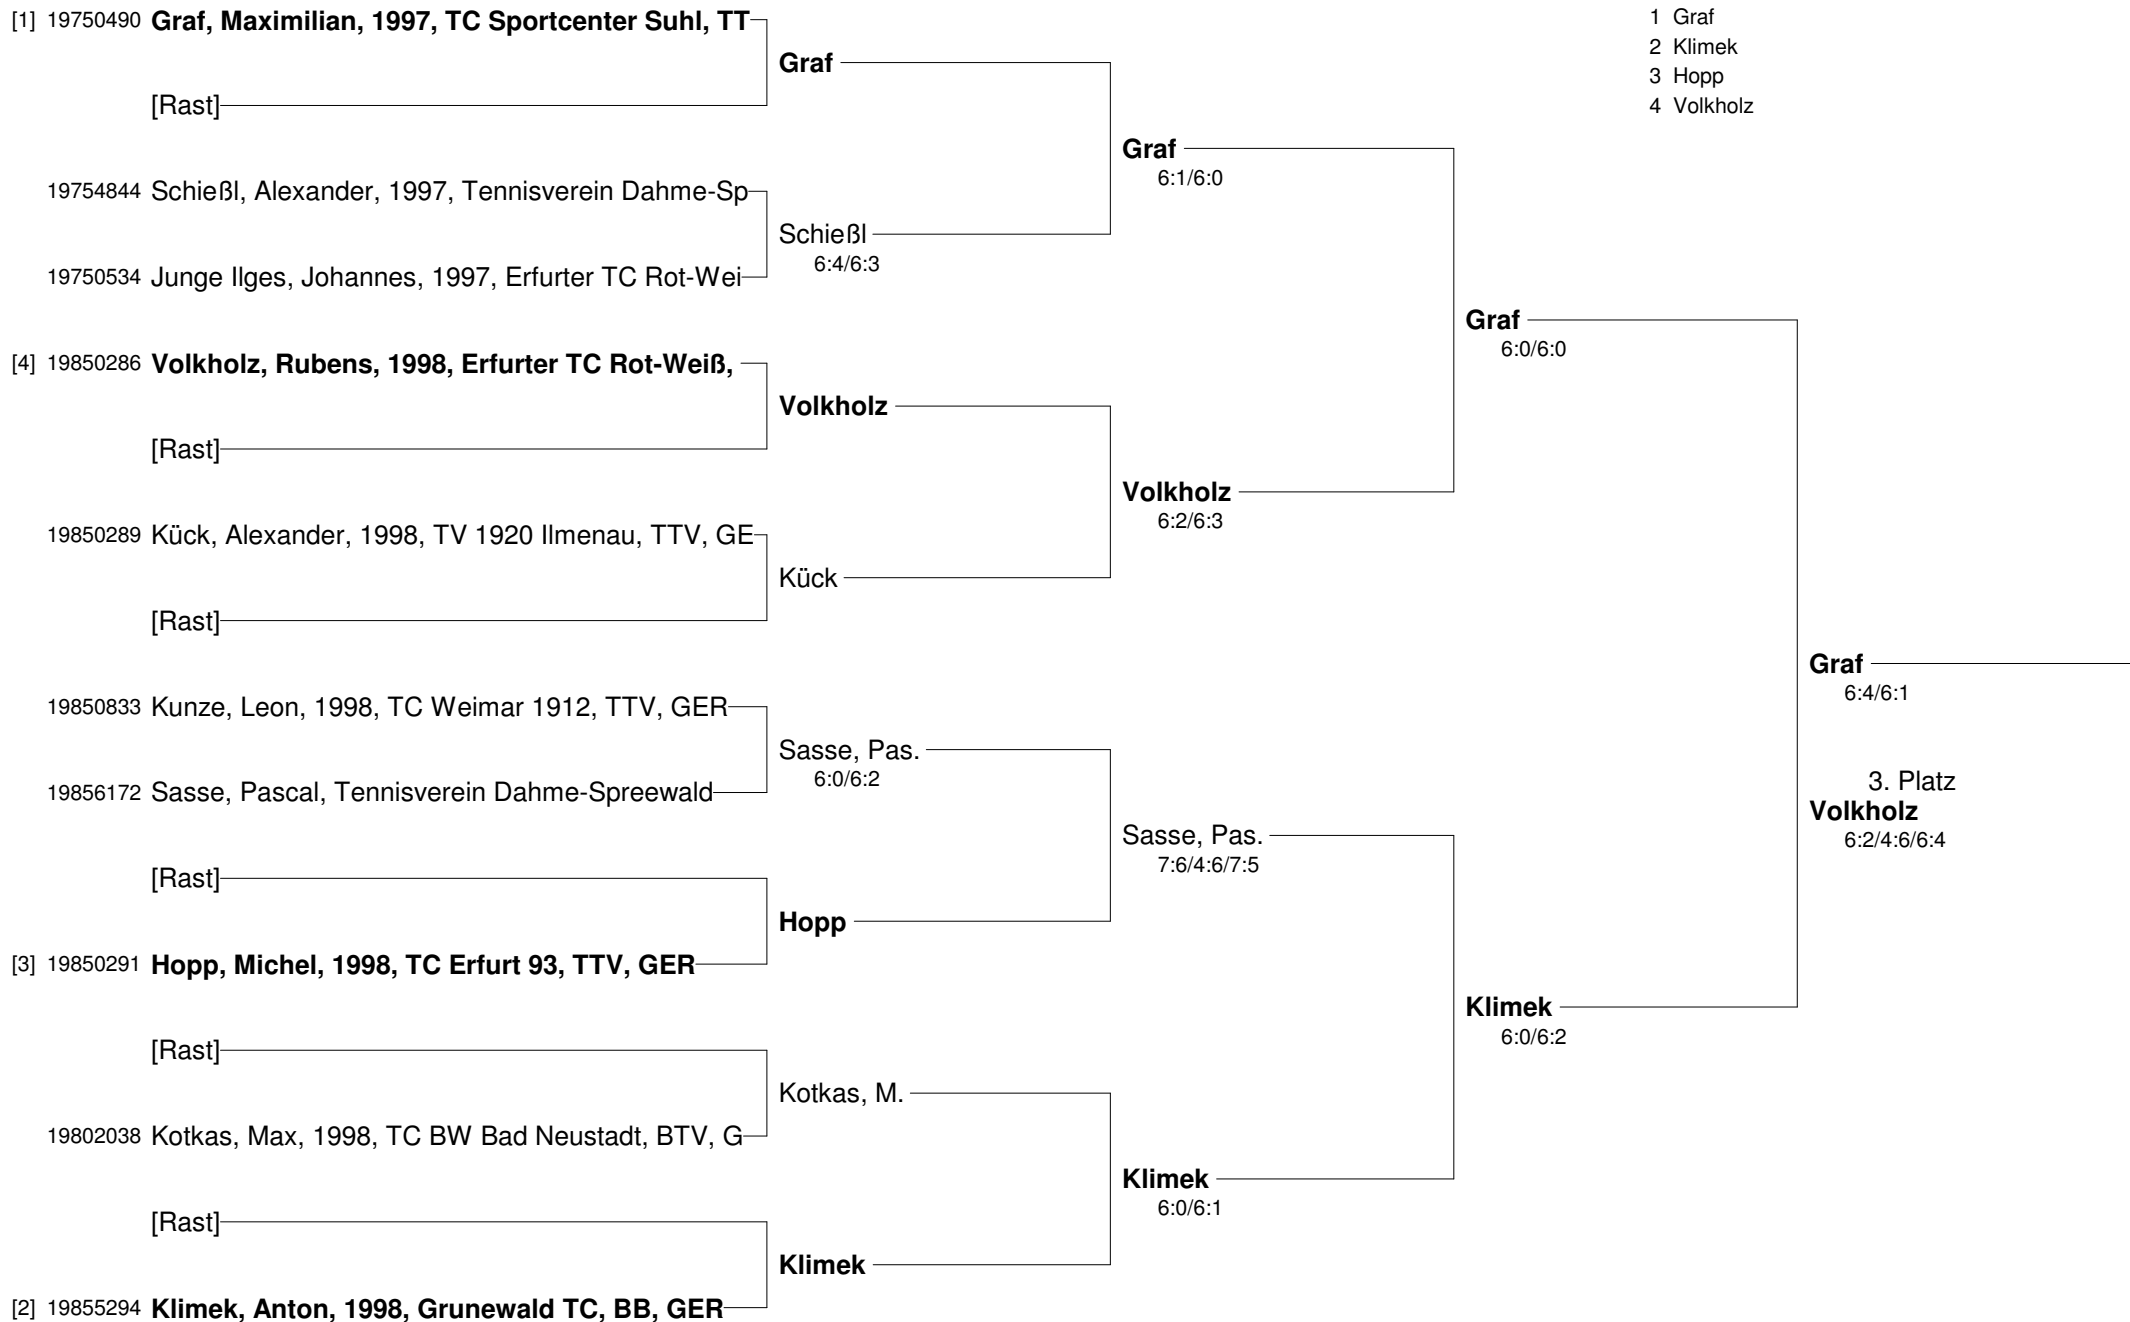 [1] 19750490 Graf, Maximilian, 1997, TC Sportcenter Suhl, TT
[Rast]
19754844 Schießl, Alexander, 1997, Tennisverein Dahme-Sp
19750534 Junge Ilges, Johannes, 1997, Erfurter TC Rot-Wei
[4] 19850286 Volkholz, Rubens, 1998, Erfurter TC Rot-Weiß,
[Rast]
19850289 Kück, Alexander, 1998, TV 1920 Ilmenau, TTV, GE
[Rast]
19850833 Kunze, Leon, 1998, TC Weimar 1912, TTV, GER
19856172 Sasse, Pascal, Tennisverein Dahme-Spreewald
[Rast]
[3] 19850291 Hopp, Michel, 1998, TC Erfurt 93, TTV, GER
[Rast]
19802038 Kotkas, Max, 1998, TC BW Bad Neustadt, BTV, G
[Rast]
[2] 19855294 Klimek, Anton, 1998, Grunewald TC, BB, GER
Graf
Schießl
6:4/6:3
Volkholz
Kück
Sasse, Pas.
6:0/6:2
Hopp
Kotkas, M.
Klimek
Graf
6:1/6:0
Volkholz
6:2/6:3
Sasse, Pas.
7:6/4:6/7:5
Klimek
6:0/6:1
Graf
6:0/6:0
Klimek
6:0/6:2
Graf
6:4/6:1
3. Platz
Volkholz
6:2/4:6/6:4
1 Graf
2 Klimek
3 Hopp
4 Volkholz